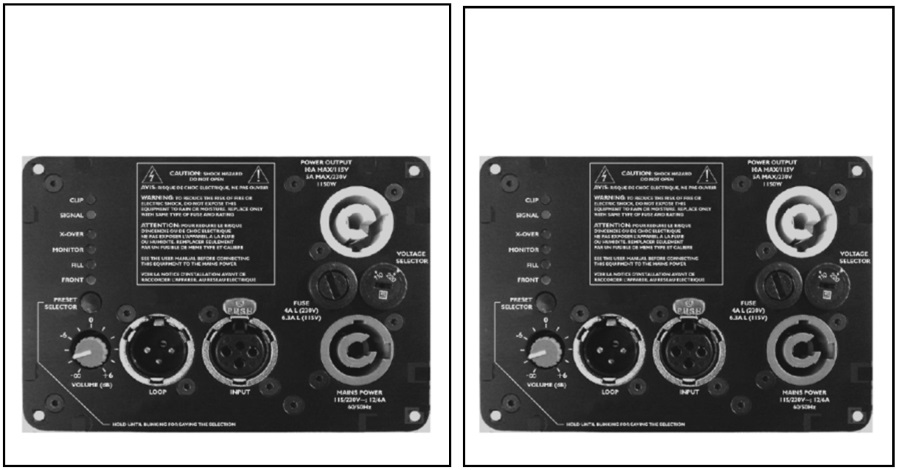 POWER OUTPUT
10A MAX/115V
5A MAX/230V
1150W
CAUTION: SHOCK HAZARD
DO NOT OPEN
AVIS: RISQUE DE CHOC ELECTRIQUE, NE PAS OUVRIR
WARNING: TO REDUCE THE RISK OF FIRE OR
ELECTRIC SHOCK, DO NOT EXPOSE THIS
EQUIPMENT TO RAIN OR MOISTURE. REPLACE ONLY
WITH SAME TYPE OF FUSE AND RATING
ATTENTION: POUR REDUIRE LE RISQUE
D'INCENDIE OU DE CHOC ELECTRIQUE
NE PAS EXPOSER L'APPAREIL A LA PLUIE
OU HUMIDITE. REMPLACER SEULEMENT
PAR UN FUSIBLE DE MEME TYPE ET CALIBRE
SEE THE USER MANUAL BEFORE CONNECTING
THIS EQUIPMENT TO THE MAINS POWER.
VOIR LA NOTICE D'INSTALLATION AVANT DE
RACCORDER L'APPAREIL AU RESEAU ELECTRIQUE
CLIP
SIGNAL
X-OVER
MONITOR
FILL
FRONT
PRESET
SELECTOR
VOLTAGE
SELECTOR
FUSE
4A L (230V)
6.3A L (115V)
PUSH
0
-6
-∞
+6
VOLUME (dB)
LOOP
INPUT
MAINS POWER
115/230V~; 12/6A
60/50Hz
HOLD UNTIL BLINKING FOR SAVING THE SELECTION
POWER OUTPUT
10A MAX/115V
5A MAX/230V
1150W
CAUTION: SHOCK HAZARD
DO NOT OPEN
AVIS: RISQUE DE CHOC ELECTRIQUE, NE PAS OUVRIR
WARNING: TO REDUCE THE RISK OF FIRE OR
ELECTRIC SHOCK, DO NOT EXPOSE THIS
EQUIPMENT TO RAIN OR MOISTURE. REPLACE ONLY
WITH SAME TYPE OF FUSE AND RATING
ATTENTION: POUR REDUIRE LE RISQUE
D'INCENDIE OU DE CHOC ELECTRIQUE
NE PAS EXPOSER L'APPAREIL A LA PLUIE
OU HUMIDITE. REMPLACER SEULEMENT
PAR UN FUSIBLE DE MEME TYPE ET CALIBRE
SEE THE USER MANUAL BEFORE CONNECTING
THIS EQUIPMENT TO THE MAINS POWER.
VOIR LA NOTICE D'INSTALLATION AVANT DE
RACCORDER L'APPAREIL AU RESEAU ELECTRIQUE
CLIP
SIGNAL
X-OVER
MONITOR
FILL
FRONT
PRESET
SELECTOR
VOLTAGE
SELECTOR
FUSE
4A L (230V)
6.3A L (115V)
PUSH
0
-6
-∞
+6
VOLUME (dB)
LOOP
INPUT
MAINS POWER
115/230V~; 12/6A
60/50Hz
HOLD UNTIL BLINKING FOR SAVING THE SELECTION